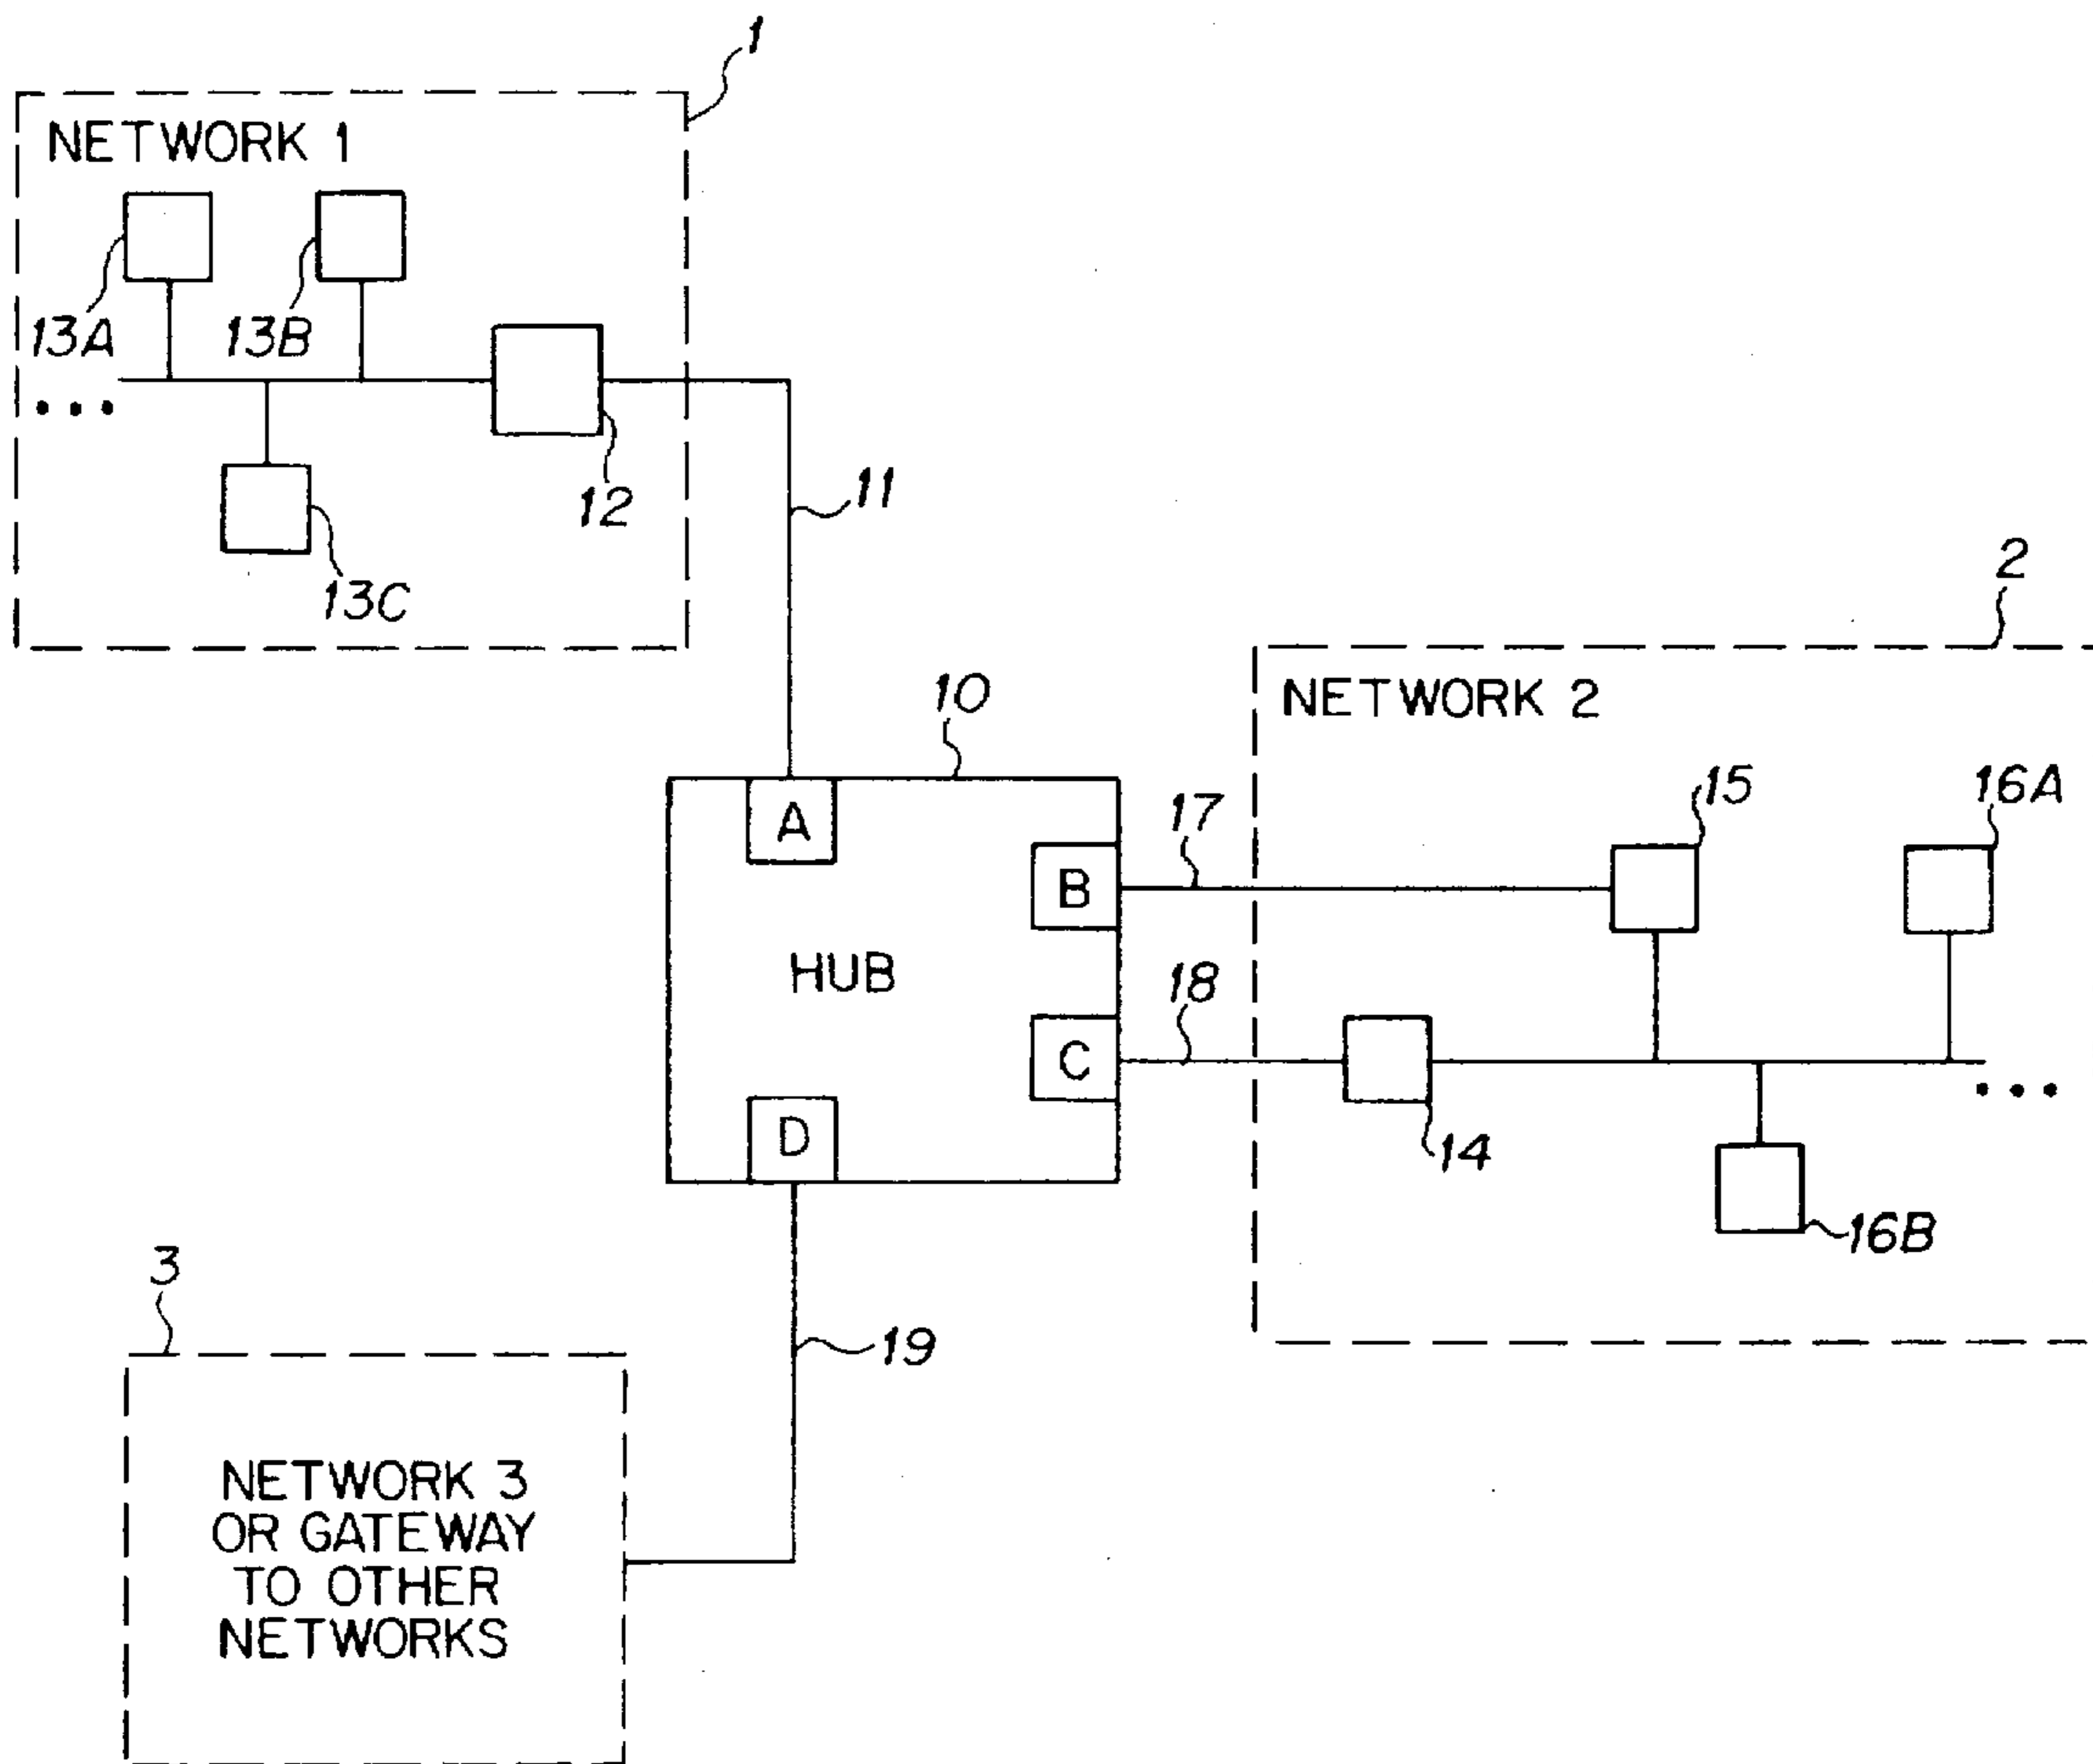 1
NETWORK 1
13A
13B
12
11
13C
2
10
NETWORK 2
A
17
15
16A
B
HUB
18
C
14
D
16B
3
19
NETWORK 3
OR GATEWAY
TO OTHER
NETWORKS